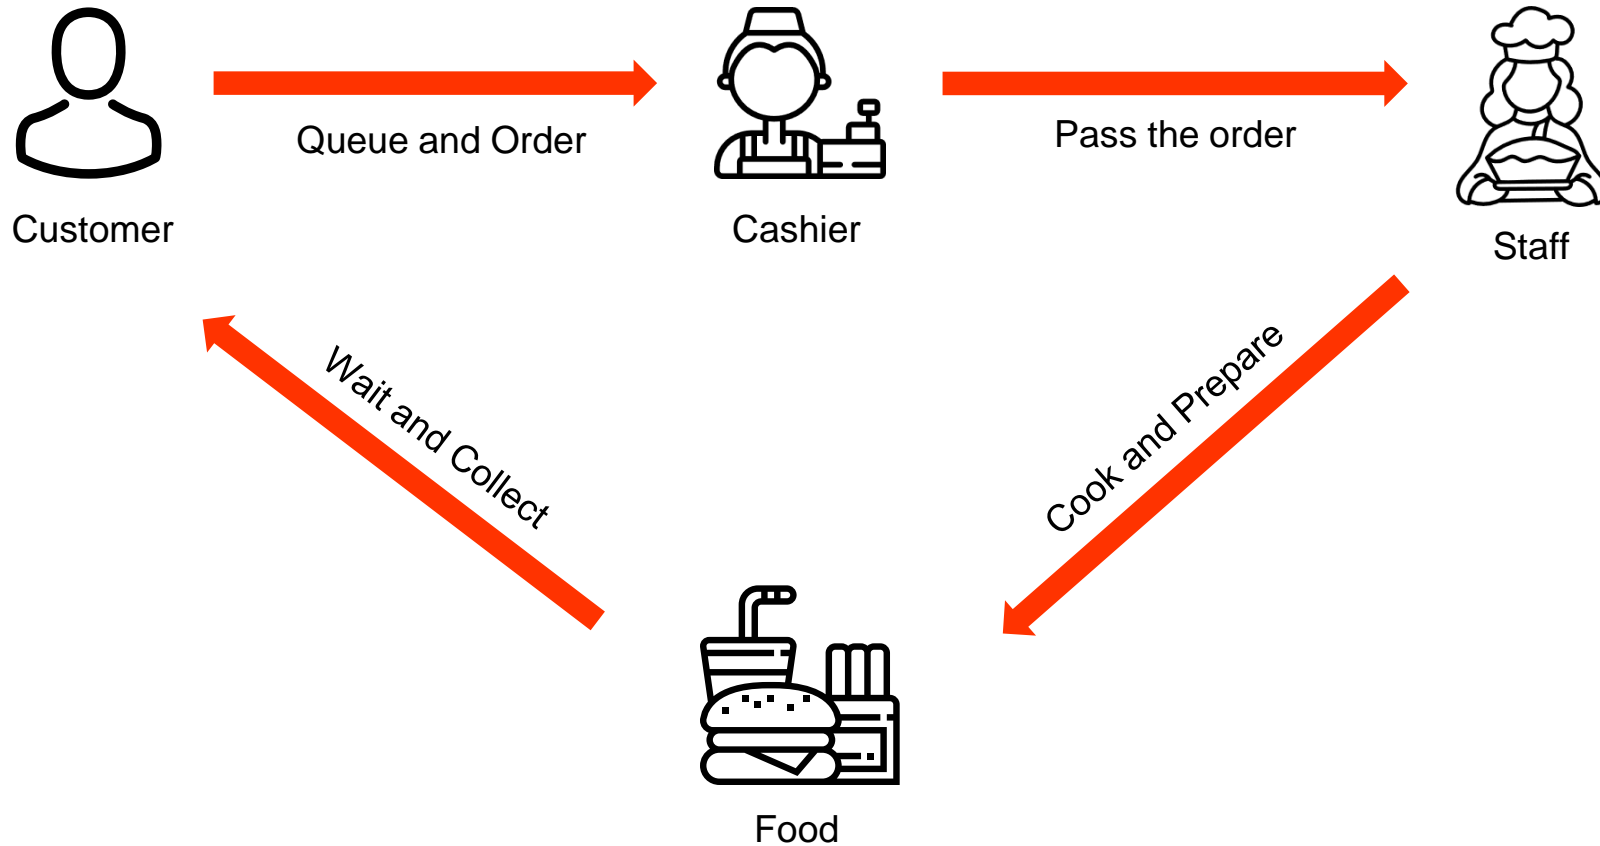 Queue and Order
Pass the order
Customer
Cashier
Staff
Wait and Collect
Cook and Prepare
Food